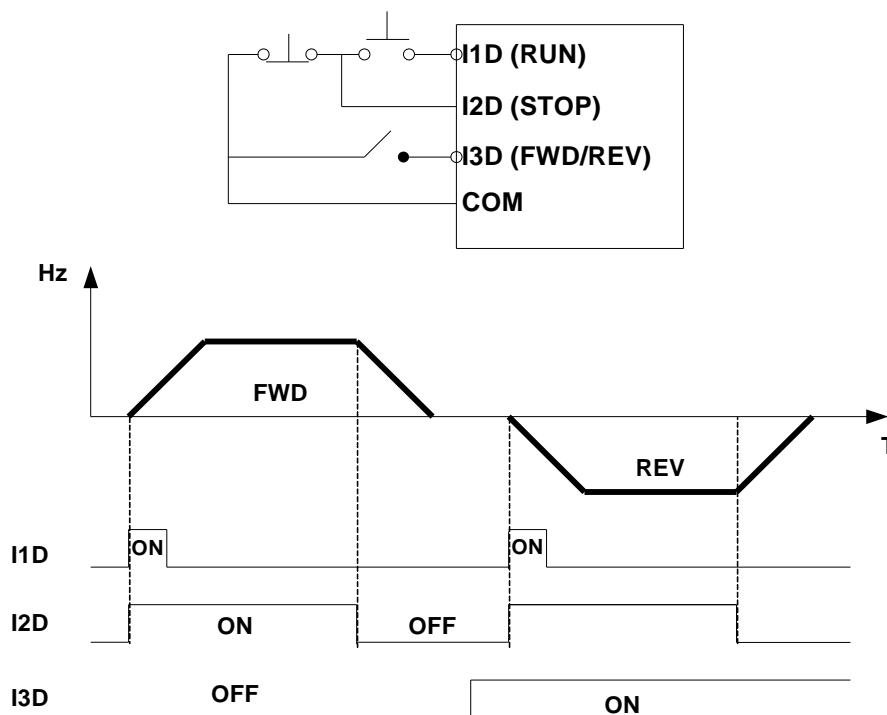 I1D (RUN)
I2D (STOP)
I3D (FWD/REV)
COM
Hz
FWD
T
REV
I1D
ON
ON
I2D
ON
OFF
I3D
OFF
ON